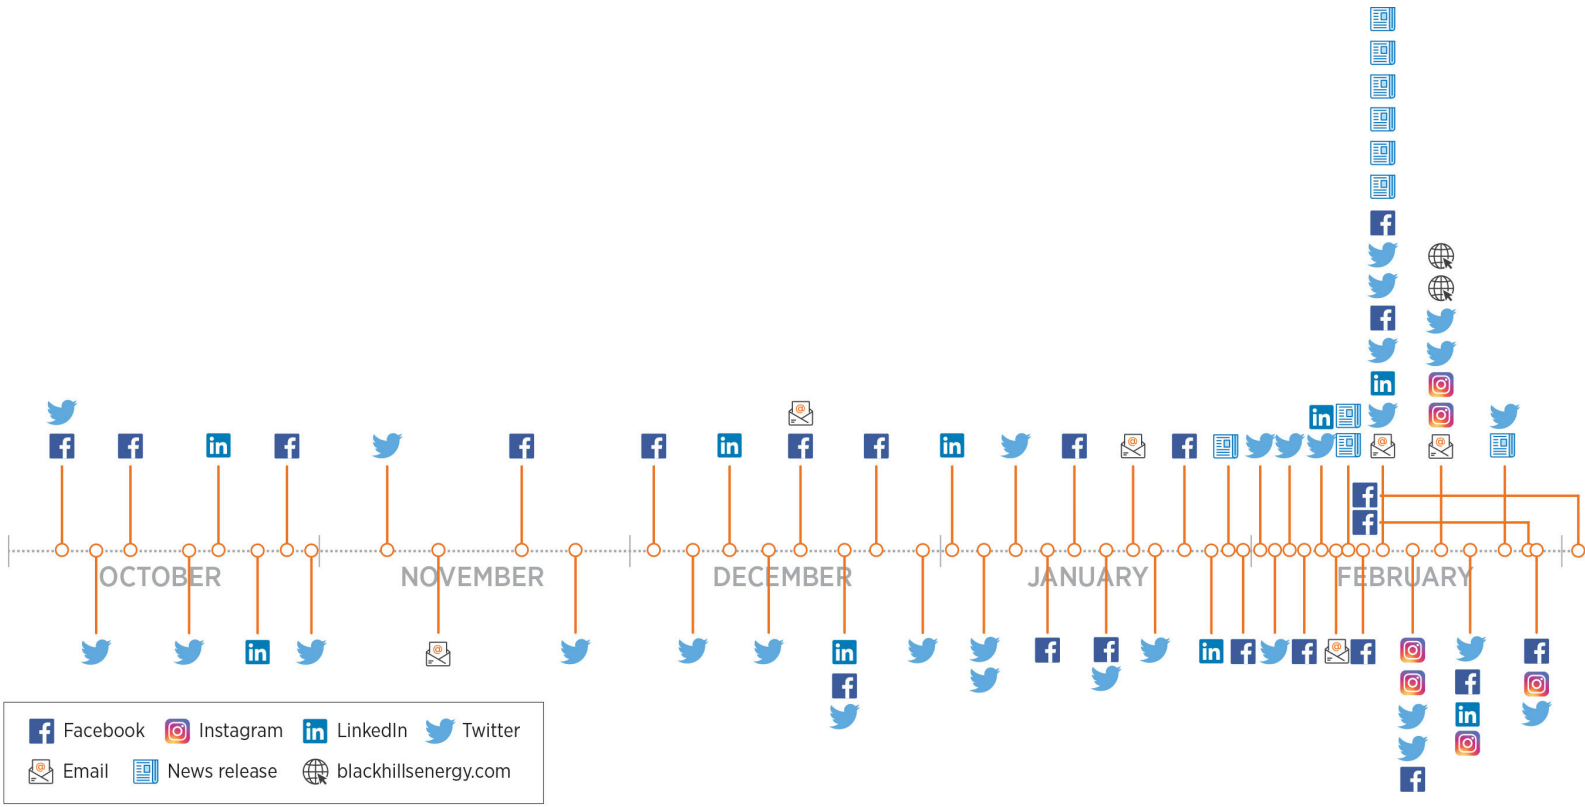 OCTOBER NOVEMBER DECEMBER JANUARY FEBRUARY
Facebook Instagram LinkedIn Twitter
Email News release blackhillsenergy.com